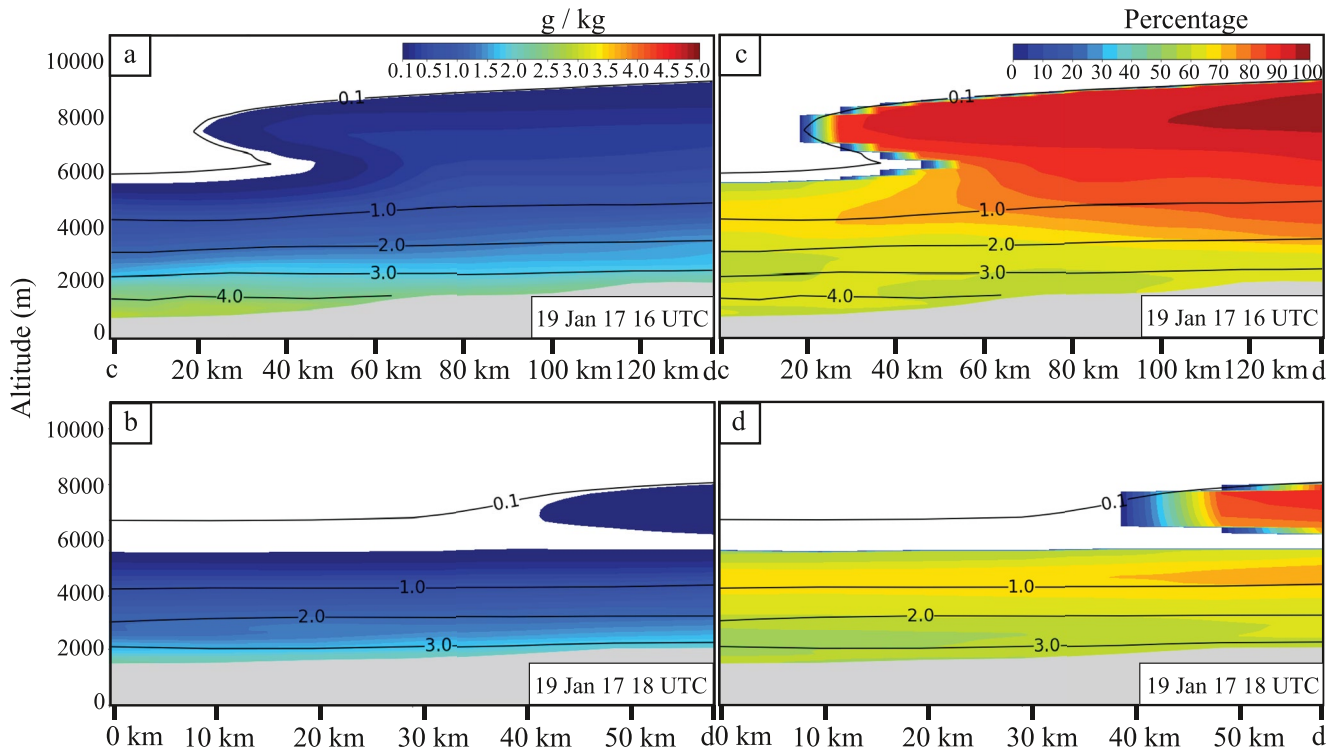 g / kg
Percentage
a
0.1 0.5 1.0 1.5 2.0 2.5 3.0 3.5 4.0 4.5 5.0
c
0 10 20 30 40 50 60 70 80 90 100
10000
8000
6000
4000
2000
0
0.1
1.0
2.0
3.0
4.0
19 Jan 17 16 UTC
0.1
1.0
2.0
3.0
4.0
19 Jan 17 16 UTC
c 20 km 40 km 60 km 80 km 100 km 120 km d
c 20 km 40 km 60 km 80 km 100 km 120 km d
Altitude (m)
b
d
10000
8000
6000
4000
2000
0
0.1
1.0
2.0
3.0
19 Jan 17 18 UTC
0.1
1.0
2.0
3.0
19 Jan 17 18 UTC
0 km 10 km 20 km 30 km 40 km 50 km d
0 km 10 km 20 km 30 km 40 km 50 km d